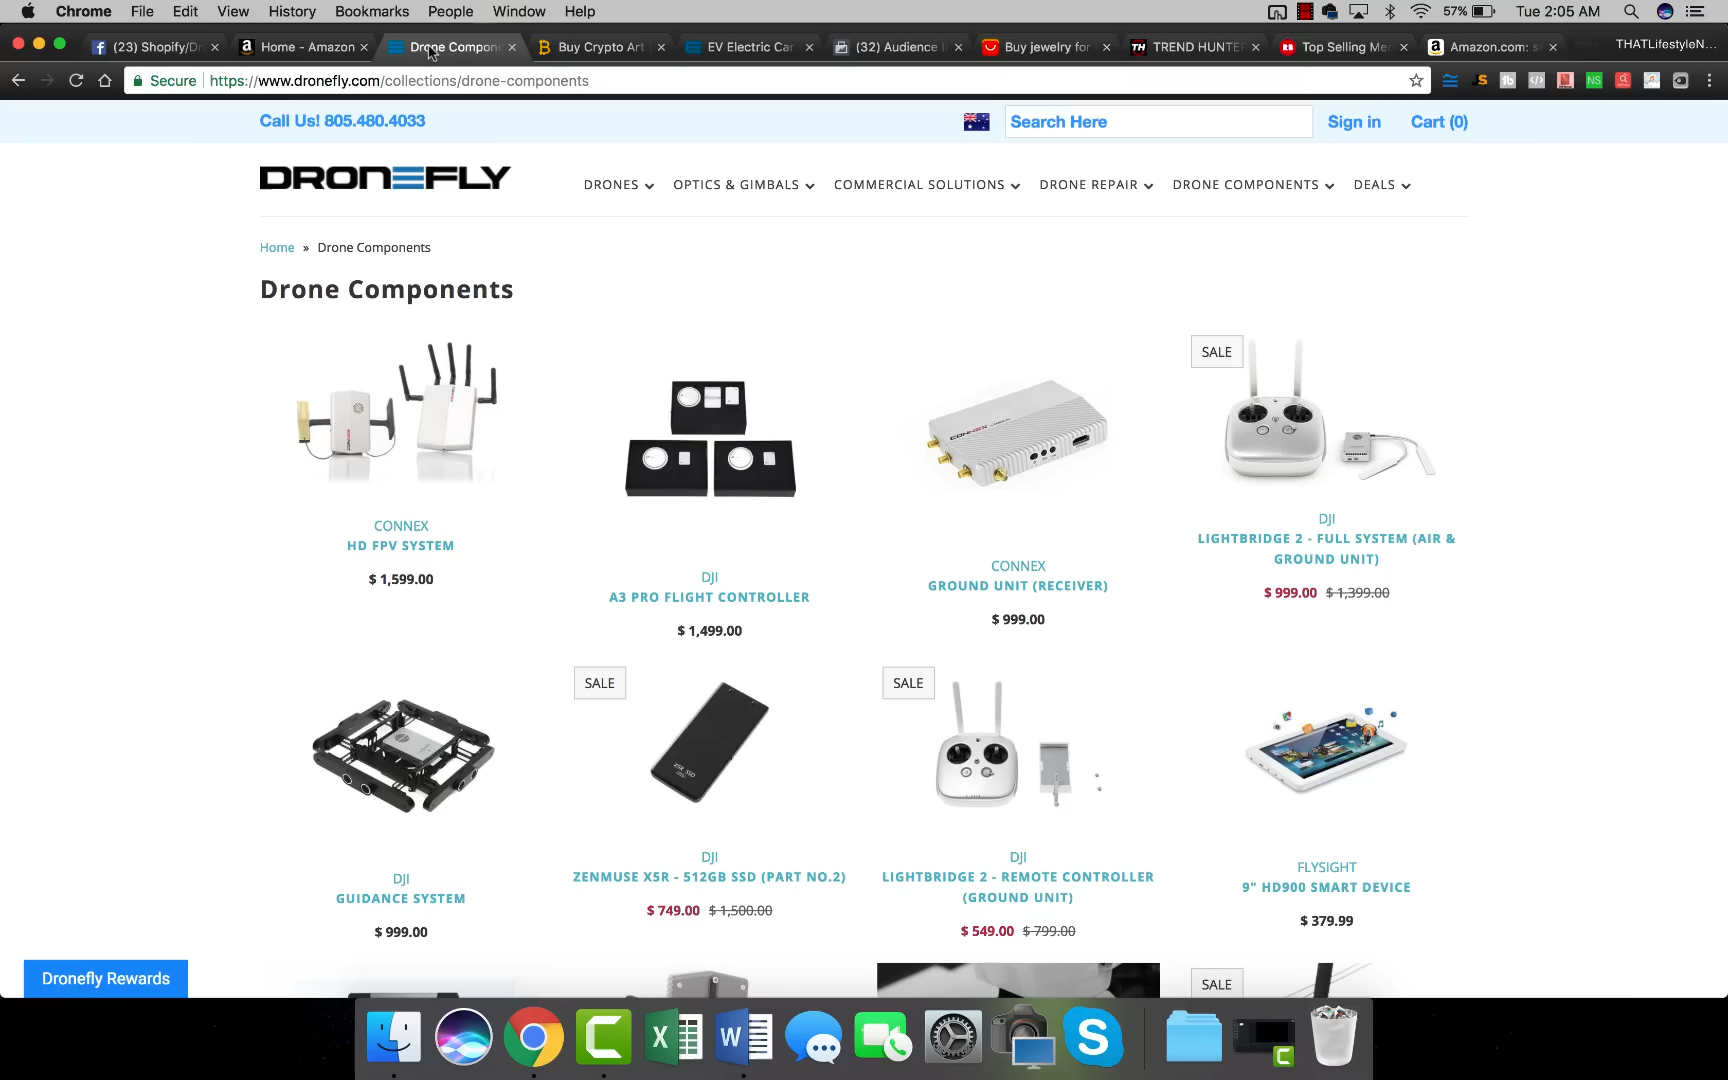 Chrome File Edit View History Bookmarks People Window Help 57% Tue 2:05 AM
(23) Shopify/Dr Home - Amazon Drone Compon Buy Crypto Art EV Electric Car (32) Audience I Buy jewelry for TREND HUNTER Top Selling Me Amazon.com: s THATLifestyleN...
Secure https://www.dronefly.com/collections/drone-components
Call Us! 805.480.4033 Search Here Sign in Cart (0)
DRONEFLY DRONES OPTICS & GIMBALS COMMERCIAL SOLUTIONS DRONE REPAIR DRONE COMPONENTS DEALS
Home » Drone Components
Drone Components
SALE
CONNEX
HD FPV SYSTEM
$ 1,599.00
DJI
A3 PRO FLIGHT CONTROLLER
$ 1,499.00
CONNEX
GROUND UNIT (RECEIVER)
$ 999.00
DJI
LIGHTBRIDGE 2 - FULL SYSTEM (AIR &
GROUND UNIT)
$ 999.00 $ 1,399.00
SALE
SALE
X5R SSD
DJI
GUIDANCE SYSTEM
$ 999.00
DJI
ZENMUSE X5R - 512GB SSD (PART NO.2)
$ 749.00 $ 1,500.00
DJI
LIGHTBRIDGE 2 - REMOTE CONTROLLER
(GROUND UNIT)
$ 549.00 $ 799.00
FLYSIGHT
9" HD900 SMART DEVICE
$ 379.99
SALE
Dronefly Rewards